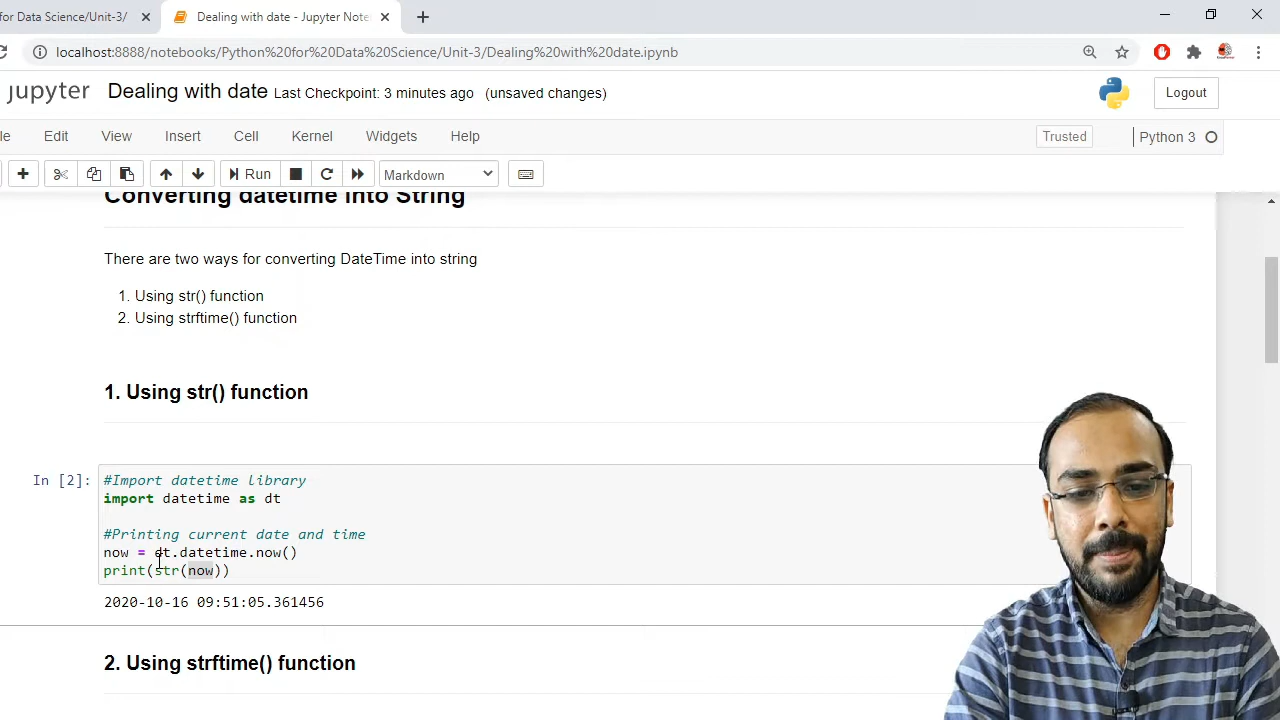 for Data Science/Unit-3/
Dealing with date - Jupyter Note
localhost:8888/notebooks/Python%20for%20Data%20Science/Unit-3/Dealing%20with%20date.ipynb
jupyter Dealing with date Last Checkpoint: 3 minutes ago (unsaved changes)
Logout
le Edit View Insert Cell Kernel Widgets Help
Trusted
Python 3
Run
Markdown
Converting datetime into String
There are two ways for converting DateTime into string
1. Using str() function
2. Using strftime() function
1. Using str() function
In [2]:
#Import datetime library
import datetime as dt
#Printing current date and time
now = dt.datetime.now()
print(str(now))
2020-10-16 09:51:05.361456
2. Using strftime() function